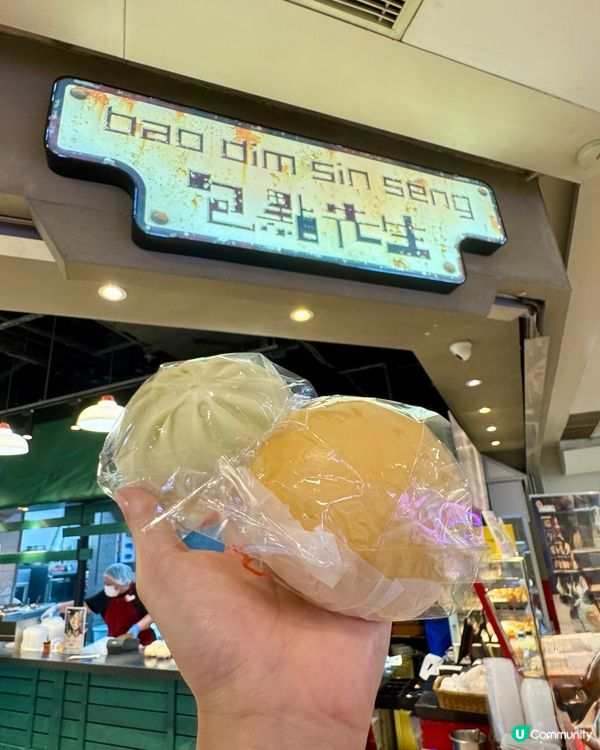 bao dim sin seng
包點先生
U Community